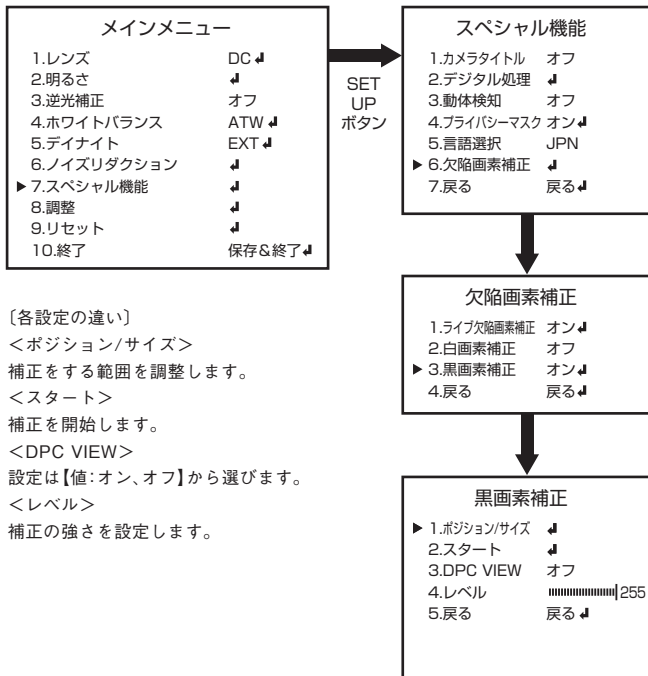 メインメニュー
1.レンズ DC↲
2.明るさ ↲
3.逆光補正 オフ
4.ホワイトバランス ATW↲
5.デイナイト EXT↲
6.ノイズリダクション ↲
▶7.スペシャル機能 ↲
8.調整 ↲
9.リセット ↲
10.終了 保存&終了↲
SET
UP
ボタン
スペシャル機能
1.カメラタイトル オフ
2.デジタル処理 ↲
3.動体検知 オフ
4.プライバシーマスク オン↲
5.言語選択 JPN
▶6.欠陥画素補正 ↲
7.戻る 戻る↲
欠陥画素補正
1.ライブ欠陥画素補正 オン↲
2.白画素補正 オフ
▶3.黒画素補正 オン↲
4.戻る 戻る↲
黒画素補正
▶1.ポジション/サイズ ↲
2.スタート ↲
3.DPC VIEW オフ
4.レベル 255
5.戻る 戻る↲
〔各設定の違い〕
<ポジション/サイズ>
補正をする範囲を調整します。
<スタート>
補正を開始します。
<DPC VIEW>
設定は【値:オン、オフ】から選びます。
<レベル>
補正の強さを設定します。